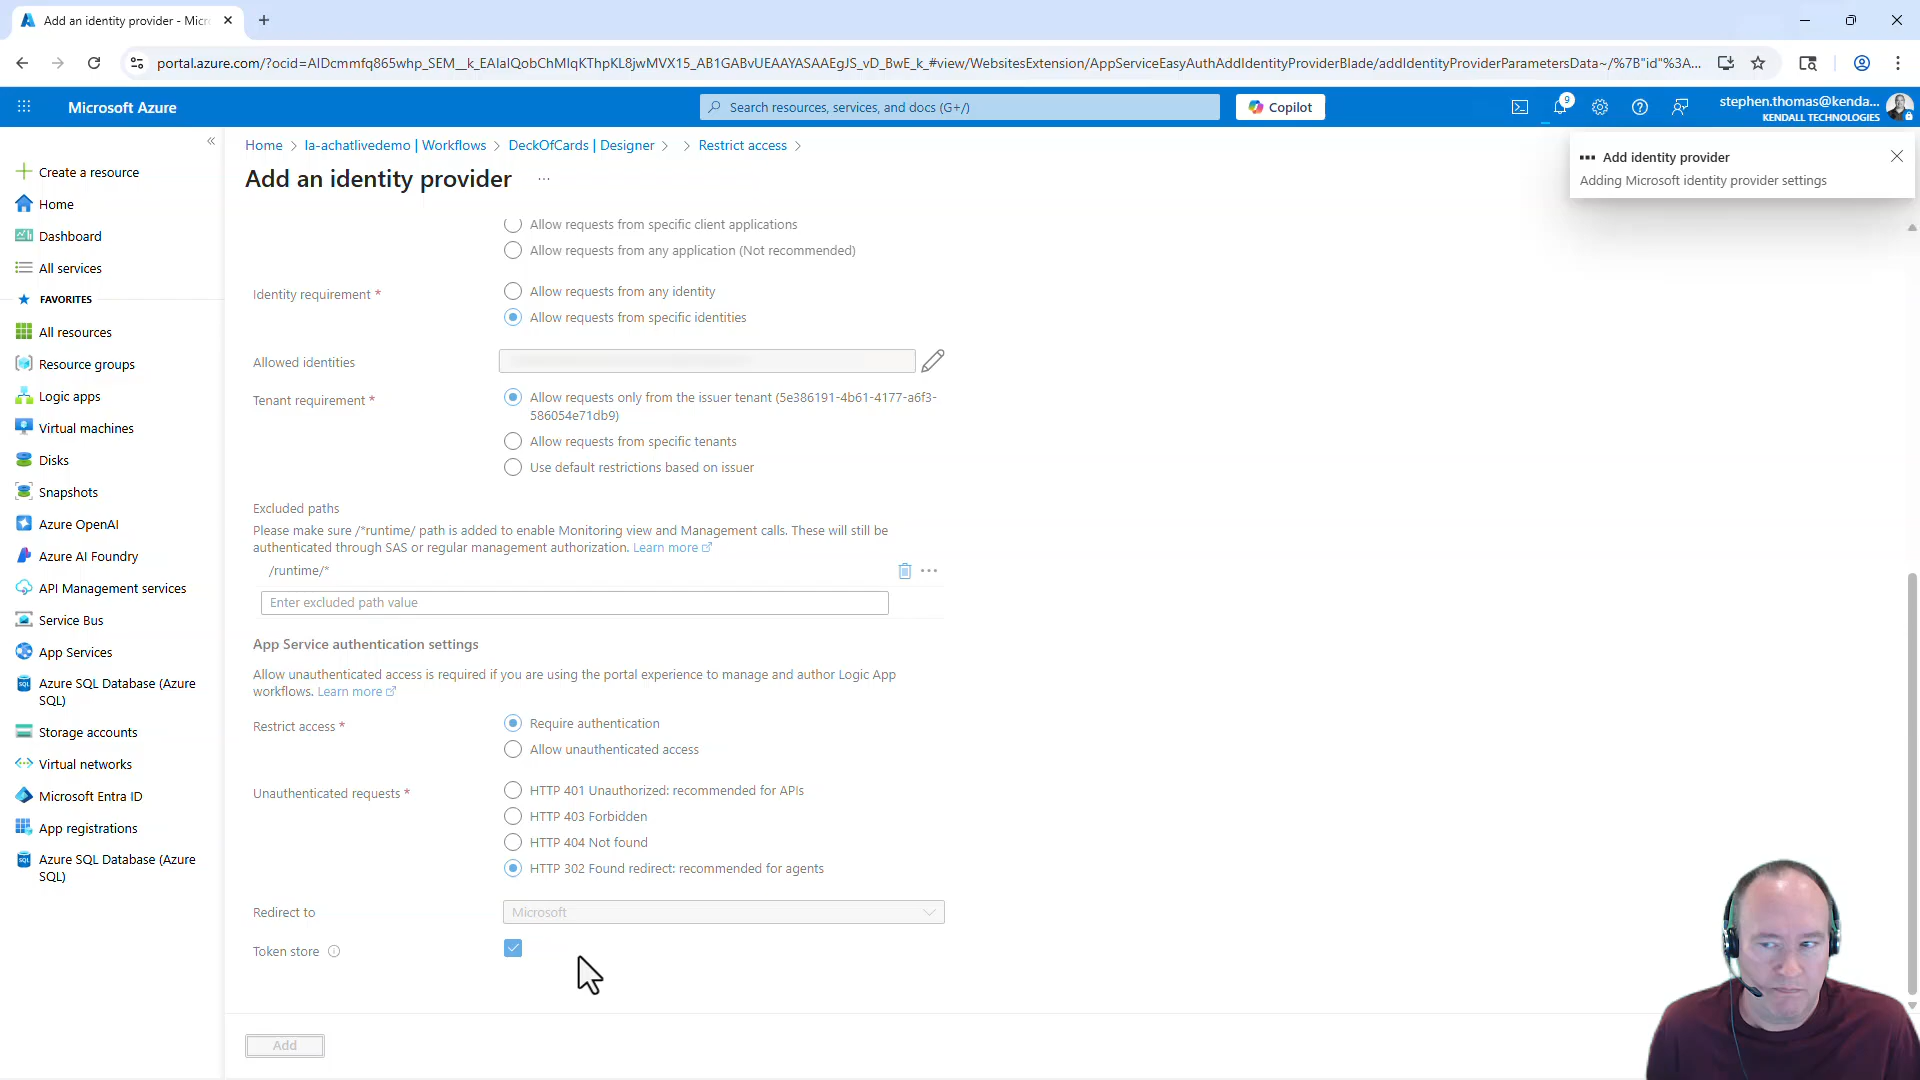 Add an identity provider - Micr
portal.azure.com/?ocid=AIDcmmfq865whp_SEM__k_EAIaIQobChMIqKThpKL8jwMVX15_AB1GABvUEAAYASAAEgJS_vD_BwE_k_#view/WebsitesExtension/AppServiceEasyAuthAddIdentityProviderBlade/addIdentityProviderParametersData~/%7B"id"%3A...
Microsoft Azure
Search resources, services, and docs (G+/)
Copilot
9
stephen.thomas@kenda...
KENDALL TECHNOLOGIES
Home > la-achatlivedemo | Workflows > DeckOfCards | Designer > > Restrict access >
Add an identity provider ...
Add identity provider
Adding Microsoft identity provider settings
Create a resource
Home
Dashboard
All services
FAVORITES
All resources
Resource groups
Logic apps
Virtual machines
Disks
Snapshots
Azure OpenAI
Azure AI Foundry
API Management services
Service Bus
App Services
Azure SQL Database (Azure
SQL)
Storage accounts
Virtual networks
Microsoft Entra ID
App registrations
Azure SQL Database (Azure
SQL)
Allow requests from specific client applications
Allow requests from any application (Not recommended)
Identity requirement *
Allow requests from any identity
Allow requests from specific identities
Allowed identities
Tenant requirement *
Allow requests only from the issuer tenant (5e386191-4b61-4177-a6f3-
586054e71db9)
Allow requests from specific tenants
Use default restrictions based on issuer
Excluded paths
Please make sure /*runtime/ path is added to enable Monitoring view and Management calls. These will still be
authenticated through SAS or regular management authorization. Learn more
/runtime/*
Enter excluded path value
App Service authentication settings
Allow unauthenticated access is required if you are using the portal experience to manage and author Logic App
workflows. Learn more
Restrict access *
Require authentication
Allow unauthenticated access
Unauthenticated requests *
HTTP 401 Unauthorized: recommended for APIs
HTTP 403 Forbidden
HTTP 404 Not found
HTTP 302 Found redirect: recommended for agents
Redirect to
Microsoft
Token store
Add